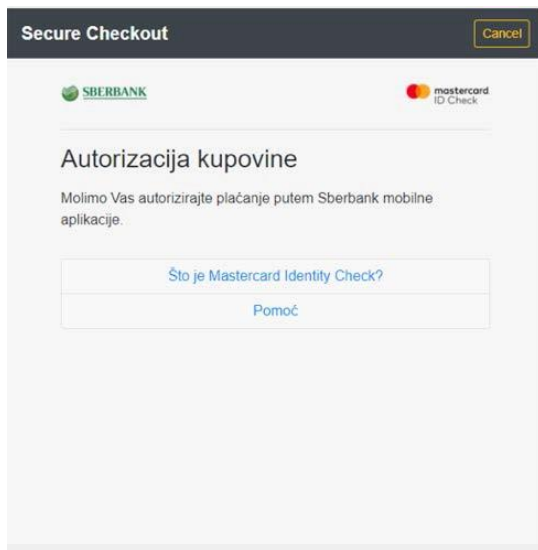 Secure Checkout Cancel
SBERBANK mastercard
ID Check
Autorizacija kupovine
Molimo Vas autorizirajte plaćanje putem Sberbank mobilne
aplikacije.
Što je Mastercard Identity Check?
Pomoć